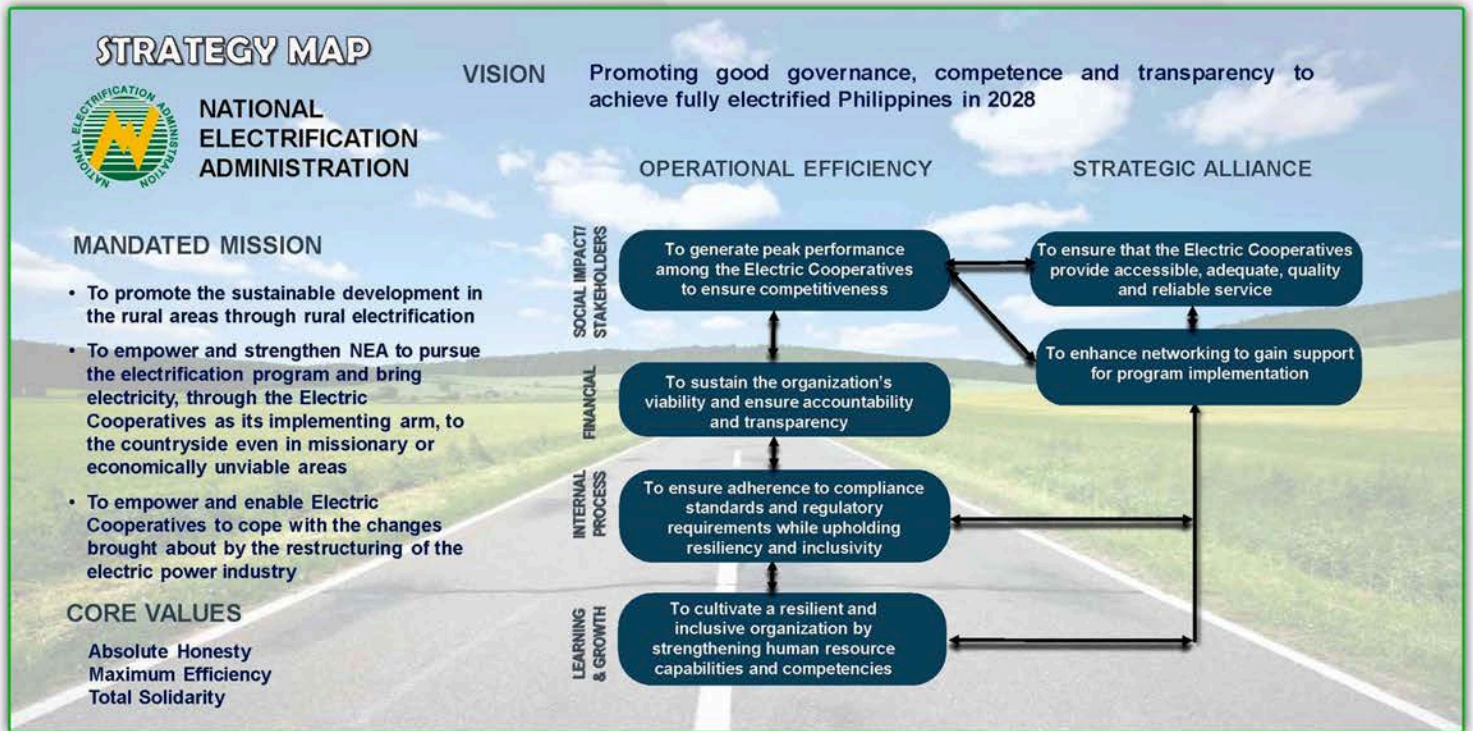 STRATEGY MAP
NATIONAL ELECTRIFICATION ADMINISTRATION
NATIONAL
ELECTRIFICATION
ADMINISTRATION
VISION
Promoting good governance, competence and transparency to
achieve fully electrified Philippines in 2028
MANDATED MISSION
• To promote the sustainable development in
the rural areas through rural electrification
• To empower and strengthen NEA to pursue
the electrification program and bring
electricity, through the Electric
Cooperatives as its implementing arm, to
the countryside even in missionary or
economically unviable areas
• To empower and enable Electric
Cooperatives to cope with the changes
brought about by the restructuring of the
electric power industry
CORE VALUES
Absolute Honesty
Maximum Efficiency
Total Solidarity
OPERATIONAL EFFICIENCY
STRATEGIC ALLIANCE
SOCIAL IMPACT/
STAKEHOLDERS
To generate peak performance
among the Electric Cooperatives
to ensure competitiveness
To ensure that the Electric Cooperatives
provide accessible, adequate, quality
and reliable service
To enhance networking to gain support
for program implementation
FINANCIAL
To sustain the organization's
viability and ensure accountability
and transparency
INTERNAL
PROCESS
To ensure adherence to compliance
standards and regulatory
requirements while upholding
resiliency and inclusivity
LEARNING
& GROWTH
To cultivate a resilient and
inclusive organization by
strengthening human resource
capabilities and competencies